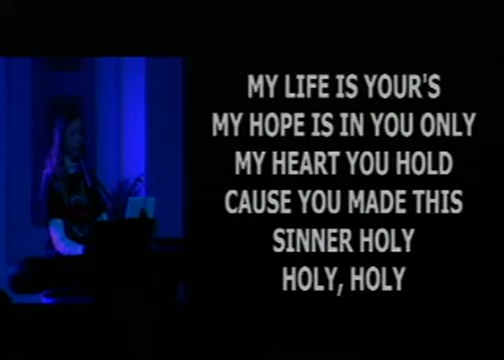 MY LIFE IS YOUR'S
MY HOPE IS IN YOU ONLY
MY HEART YOU HOLD
CAUSE YOU MADE THIS
SINNER HOLY
HOLY, HOLY